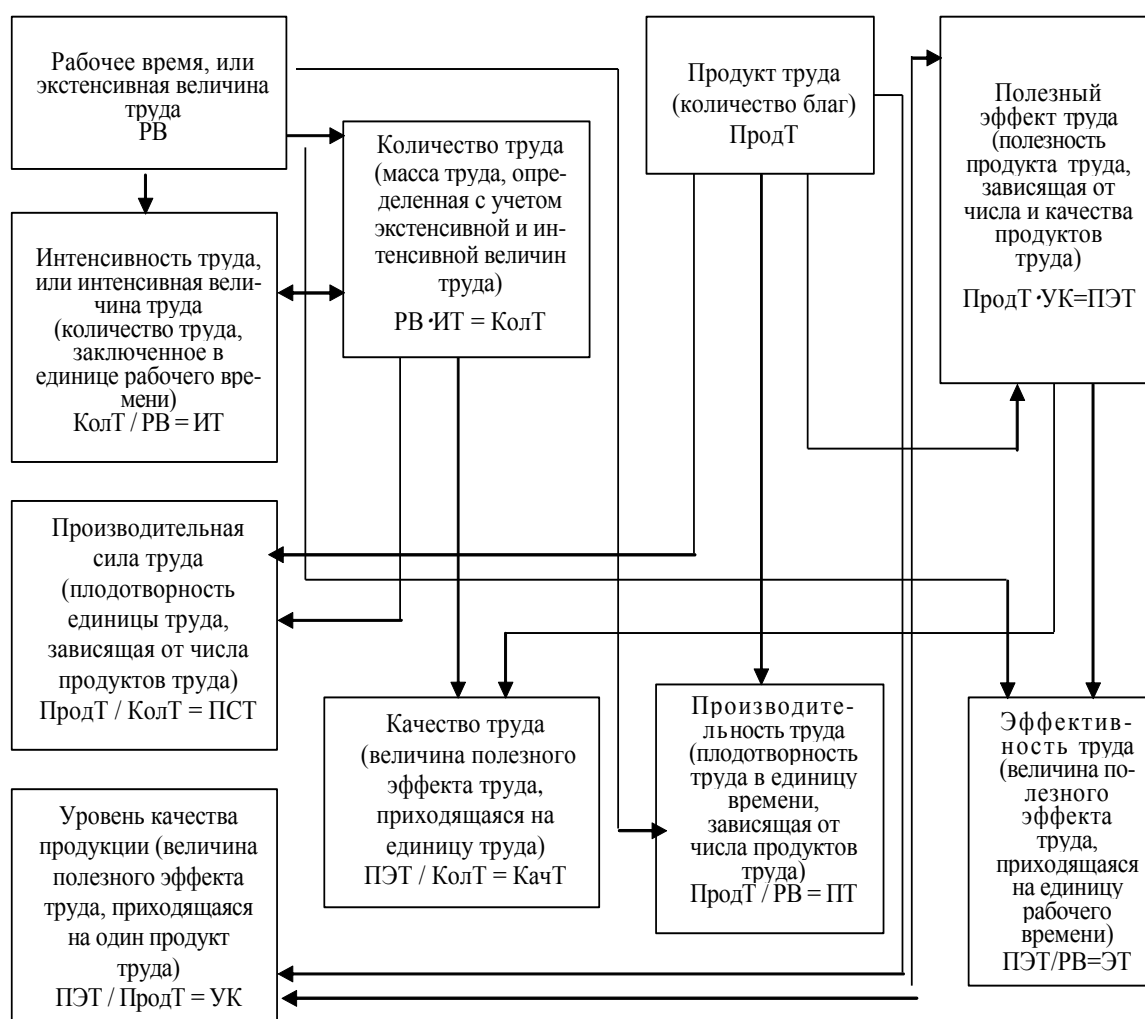 Рабочее время, или
экстенсивная величина
труда
РВ
Количество труда
(масса труда, опре-
деленная с учетом
экстенсивной и ин-
тенсивной величин
труда)
РВ·ИТ = КолТ
Продукт труда
(количество благ)
ПродТ
Полезный
эффект труда
(полезность
продукта труда,
зависящая от
числа и качества
продуктов
труда)
ПродТ·УК=ПЭТ
Интенсивность труда,
или интенсивная вели-
чина труда
(количество труда,
заключенное в
единице рабочего вре-
мени)
КолТ / РВ = ИТ
Производительная
сила труда
(плодотворность
единицы труда,
зависящая от числа
продуктов труда)
ПродТ / КолТ = ПСТ
Качество труда
(величина полезного
эффекта труда,
приходящаяся на
единицу труда)
ПЭТ / КолТ = КачТ
Производите-
льность труда
(плодотворность
труда в единицу
времени,
зависящая от
числа продуктов
труда)
ПродТ / РВ = ПТ
Эффектив-
ность труда
(величина по-
лезного
эффекта
труда,
приходящаяся
на единицу
рабочего
времени)
ПЭТ/РВ=ЭТ
Уровень качества
продукции (величина
полезного эффекта
труда, приходящаяся
на один продукт
труда)
ПЭТ / ПродТ = УК